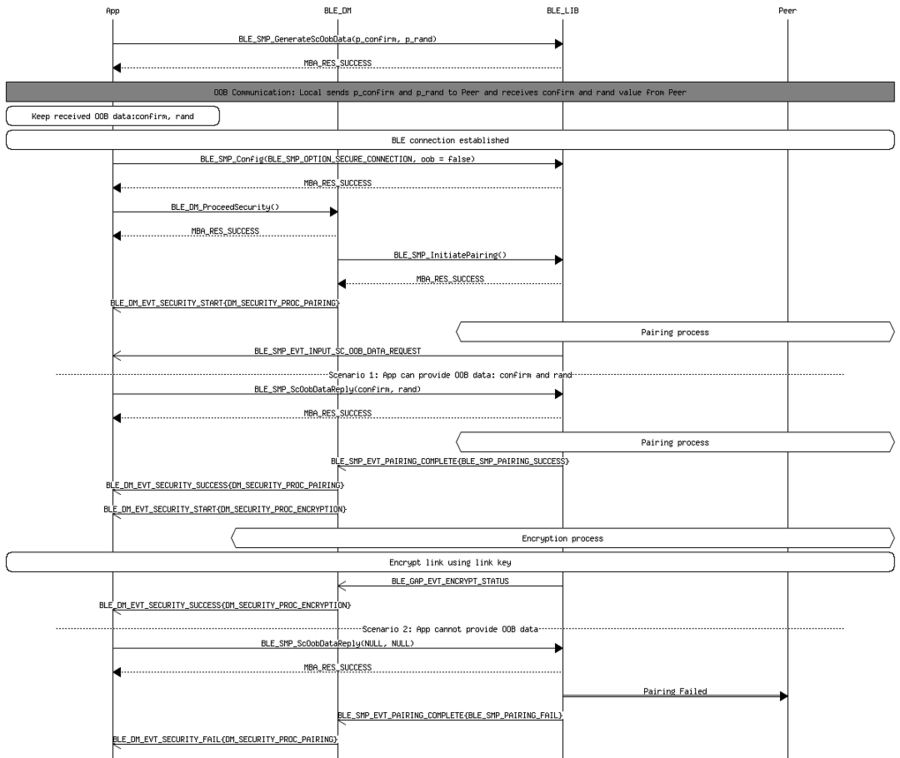 App BLE_DM BLE_LIB Peer
BLE_SMP_GenerateScOobData(p_confirm, p_rand)
MBA_RES_SUCCESS
OOB Communication: Local sends p_confirm and p_rand to Peer and receives confirm and rand value from Peer
Keep received OOB data:confirm, rand
BLE connection established
BLE_SMP_Config(BLE_SMP_OPTION_SECURE_CONNECTION, oob = false)
MBA_RES_SUCCESS
BLE_DM_ProceedSecurity()
MBA_RES_SUCCESS
BLE_SMP_InitiatePairing()
MBA_RES_SUCCESS
BLE_DM_EVT_SECURITY_START{DM_SECURITY_PROC_PAIRING}
Pairing process
BLE_SMP_EVT_INPUT_SC_OOB_DATA_REQUEST
Scenario 1: App can provide OOB data: confirm and rand
BLE_SMP_ScOobDataReply(confirm, rand)
MBA_RES_SUCCESS
Pairing process
BLE_SMP_EVT_PAIRING_COMPLETE{BLE_SMP_PAIRING_SUCCESS}
BLE_DM_EVT_SECURITY_SUCCESS{DM_SECURITY_PROC_PAIRING}
BLE_DM_EVT_SECURITY_START{DM_SECURITY_PROC_ENCRYPTION}
Encryption process
Encrypt link using link key
BLE_GAP_EVT_ENCRYPT_STATUS
BLE_DM_EVT_SECURITY_SUCCESS{DM_SECURITY_PROC_ENCRYPTION}
Scenario 2: App cannot provide OOB data
BLE_SMP_ScOobDataReply(NULL, NULL)
MBA_RES_SUCCESS
Pairing Failed
BLE_SMP_EVT_PAIRING_COMPLETE{BLE_SMP_PAIRING_FAIL}
BLE_DM_EVT_SECURITY_FAIL{DM_SECURITY_PROC_PAIRING}